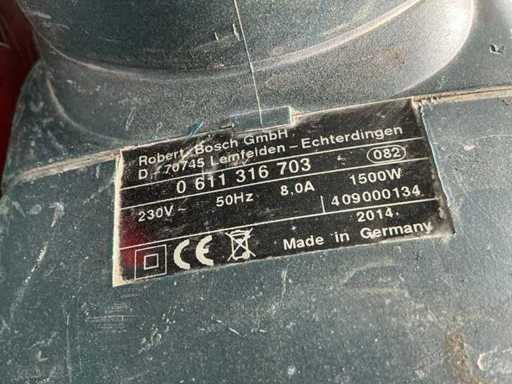 Robert Bosch GmbH
D - 70745 Leinfelden - Echterdingen
0 611 316 703 082
230V~ 50Hz 8,0A 1500W
409000134
2014
CE Made in Germany